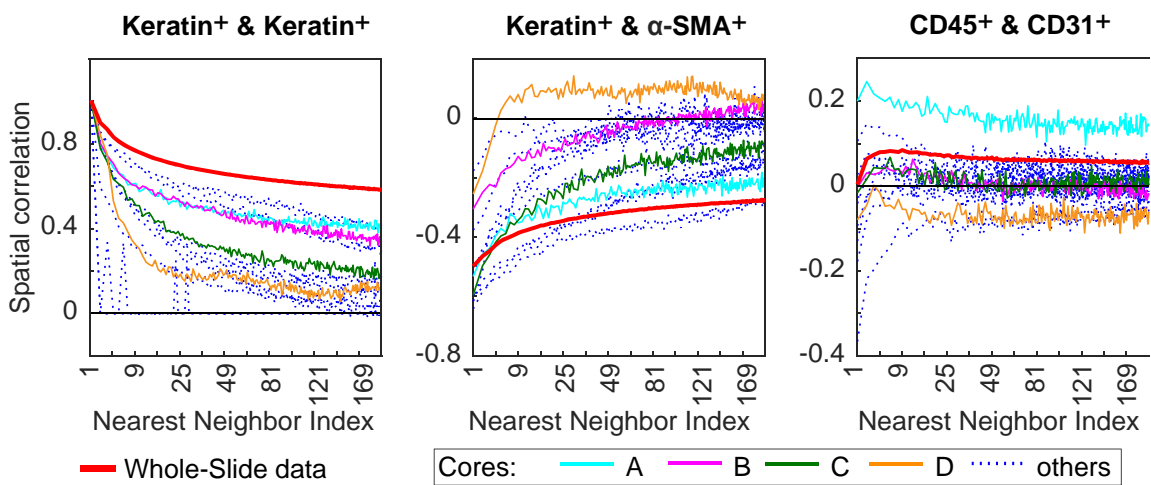 Keratin+ & Keratin+
Keratin+ & α-SMA+
CD45+ & CD31+
Spatial correlation
0.8
0.4
0
0
-0.4
-0.8
0.2
0
-0.2
-0.4
1 9 25 49 81 121 169
1 9 25 49 81 121 169
1 9 25 49 81 121 169
Nearest Neighbor Index
Nearest Neighbor Index
Nearest Neighbor Index
Whole-Slide data
Cores: A B C D others